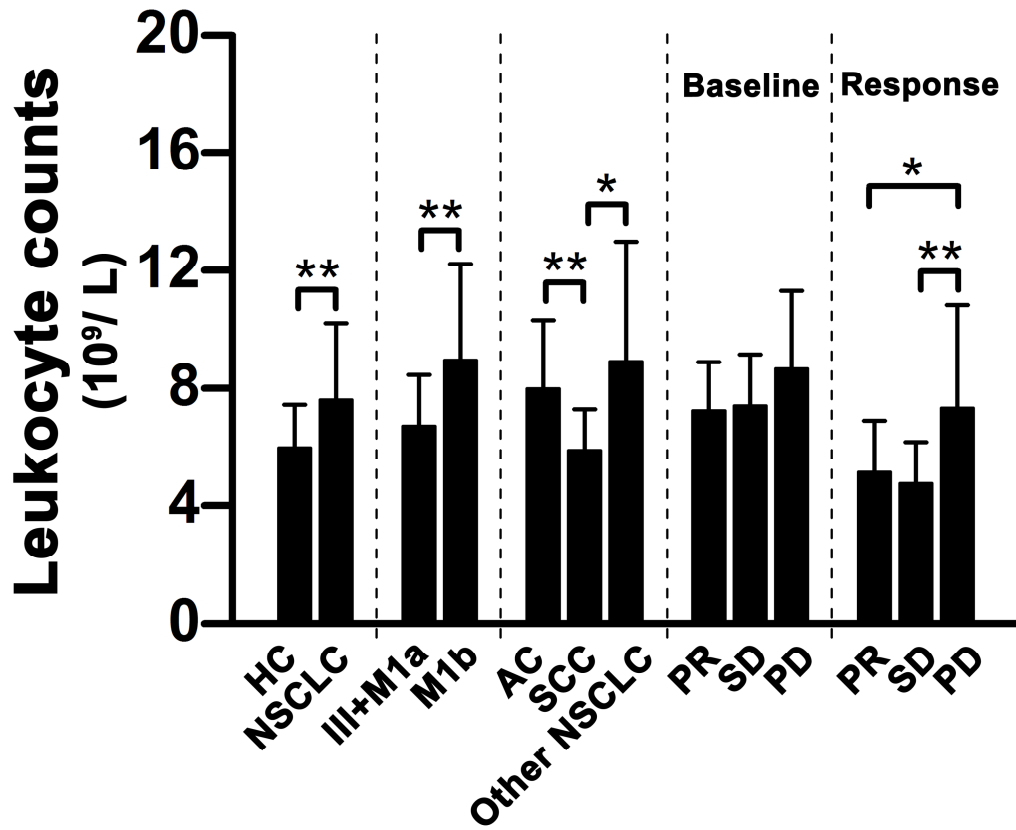 Leukocyte counts
(10⁹/ L)
20
16
12
8
4
0
Baseline
Response
**
**
**
*
*
**
HC
NSCLC
III+M1a
M1b
AC
SCC
Other NSCLC
PR
SD
PD
PR
SD
PD